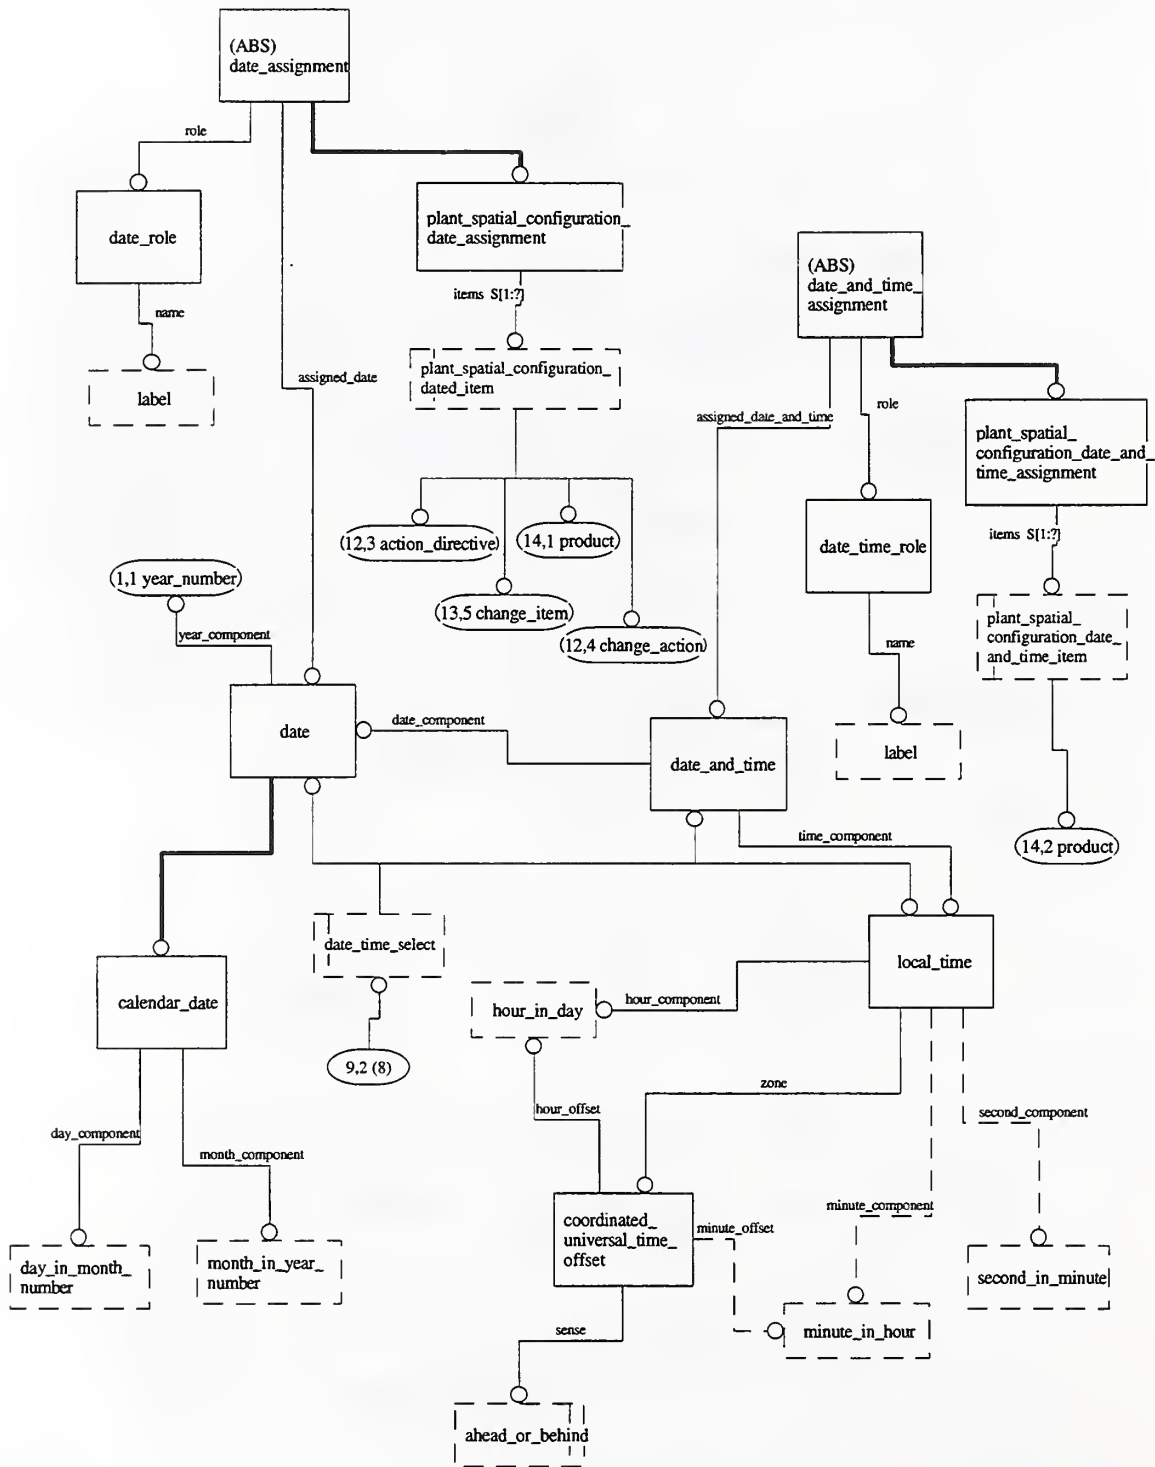 (ABS)
date_assignment
role
date_role
name
label
assigned_date
plant_spatial_configuration_
date_assignment
items S[1:?]
plant_spatial_configuration_
dated_item
(12,3 action_directive)
14,1 product
13,5 change_item
(12,4 change_action)
(ABS)
date_and_time_
assignment
assigned_date_and_time
role
plant_spatial_
configuration_date_and_
time_assignment
date_time_role
items S[1:?]
name
label
plant_spatial_
configuration_date_
and_time_item
14,2 product
1,1 year_number
year_component
date
date_component
date_and_time
time_component
date_time_select
9,2 (8)
calendar_date
day_component
month_component
day_in_month_
number
month_in_year_
number
local_time
hour_component
hour_in_day
zone
hour_offset
second_component
coordinated_
universal_time_
offset
minute_offset
minute_component
second_in_minute
minute_in_hour
sense
ahead_or_behind